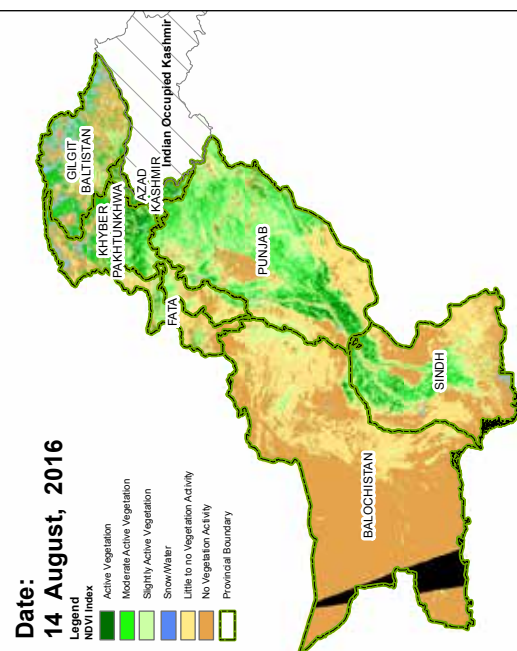 Date:
14 August, 2016
Legend
NDVI Index
Active Vegetation
Moderate Active Vegetation
Slightly Active Vegetation
Snow/Water
Little to no Vegetation Activity
No Vegetation Activity
Provincial Boundary
GILGIT
BALTISTAN
KHYBER
PAKHTUNKHWA
AZAD
KASHMIR
Indian Occupied Kashmir
FATA
PUNJAB
BALOCHISTAN
SINDH